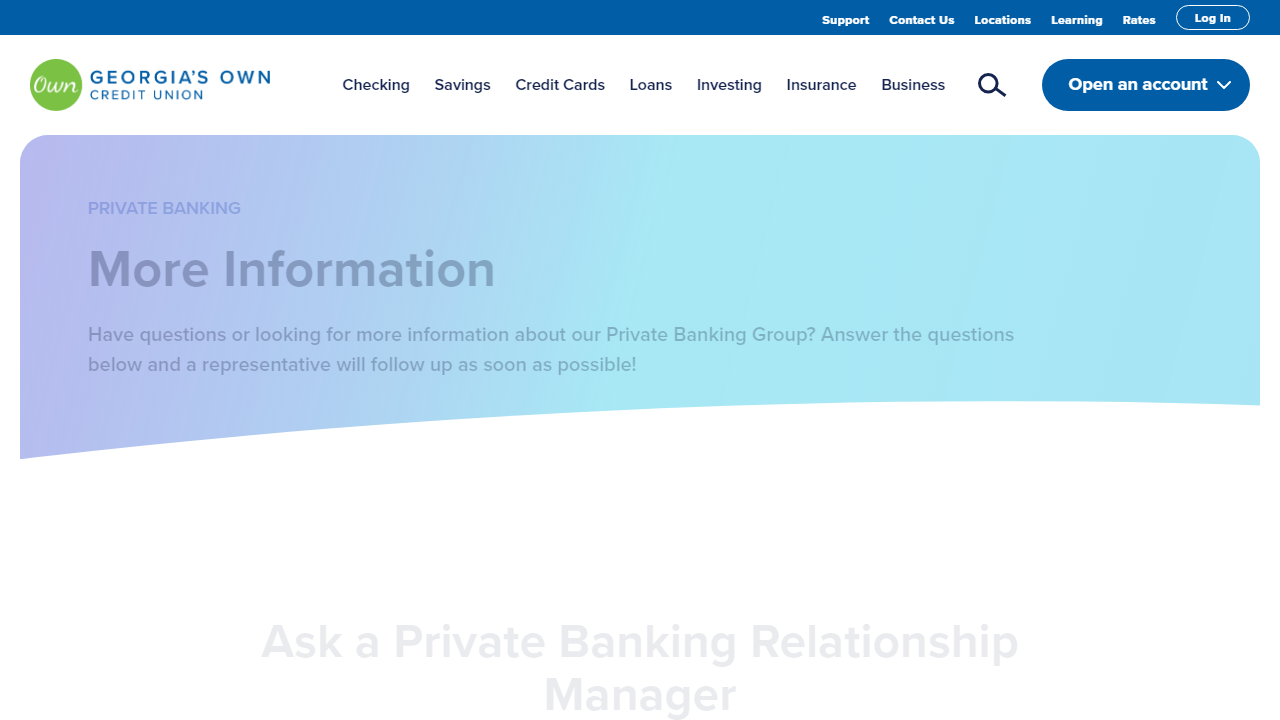 Support Contact Us Locations Learning Rates Log In
Own GEORGIA'S OWN
CREDIT UNION
Checking Savings Credit Cards Loans Investing Insurance Business
Open an account
PRIVATE BANKING
More Information
Have questions or looking for more information about our Private Banking Group? Answer the questions
below and a representative will follow up as soon as possible!
Ask a Private Banking Relationship
Manager